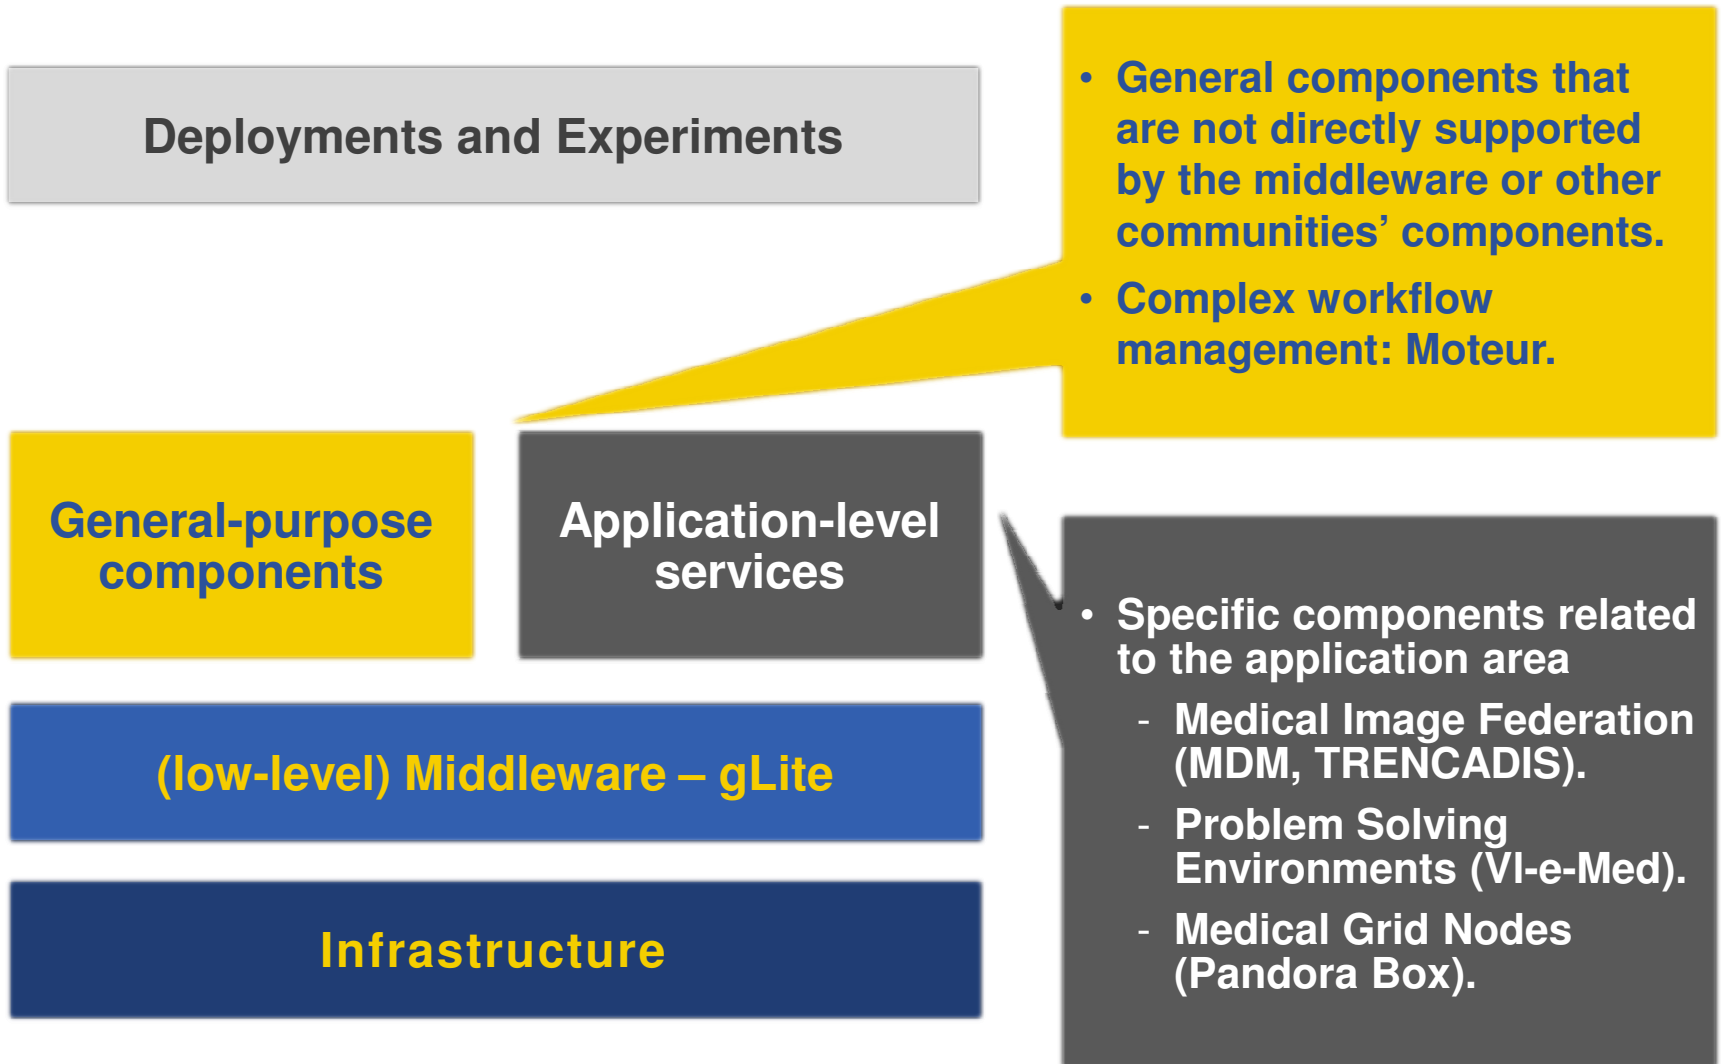 Deployments and Experiments
• General components that
are not directly supported
by the middleware or other
communities’ components.
• Complex workflow
management: Moteur.
General-purpose
components
Application-level
services
(low-level) Middleware – gLite
Infrastructure
• Specific components related
to the application area
- Medical Image Federation
(MDM, TRENCADIS).
- Problem Solving
Environments (Vl-e-Med).
- Medical Grid Nodes
(Pandora Box).